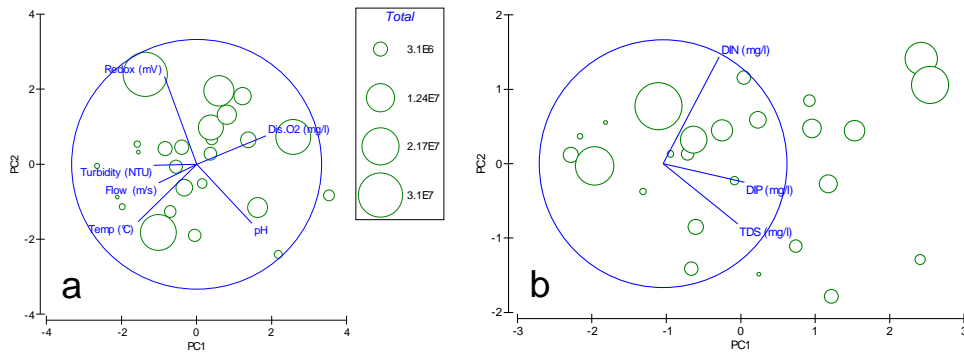 4
2
0
-2
-4
PC2
-4
-2
0
2
4
PC1
Redox (mV)
Dis.O2 (mg/l)
Turbidity (NTU)
Flow (m/s)
Temp (°C)
pH
a
Total
3.1E6
1.24E7
2.17E7
3.1E7
2
1
0
-1
-2
PC2
-3
-2
-1
0
1
2
3
PC1
DIN (mg/l)
DIP (mg/l)
TDS (mg/l)
b